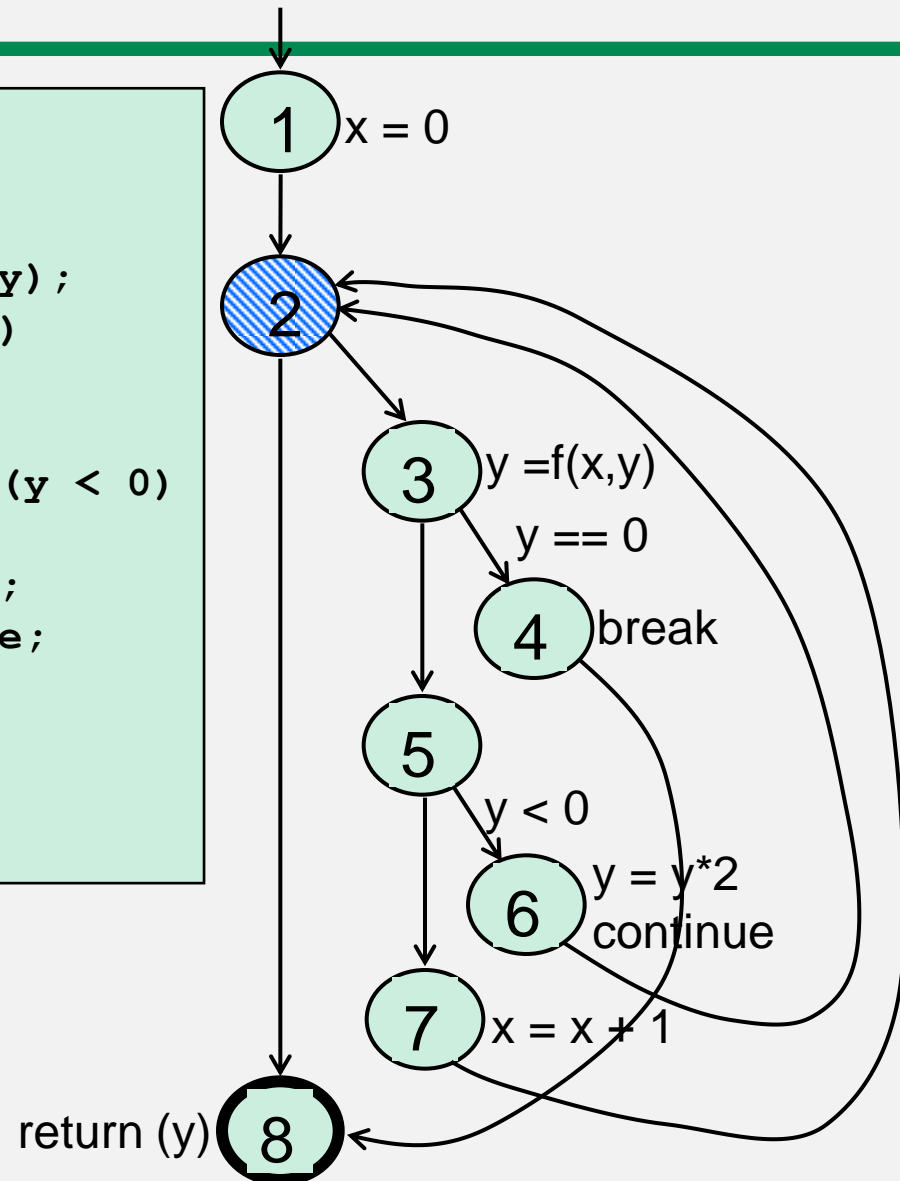 1 x = 0
y);
)
(y < 0)
;
e;
2
3 y =f(x,y)
y == 0
4 break
5
y < 0
6 y = y*2
continue
7 x = x + 1
return (y) 8